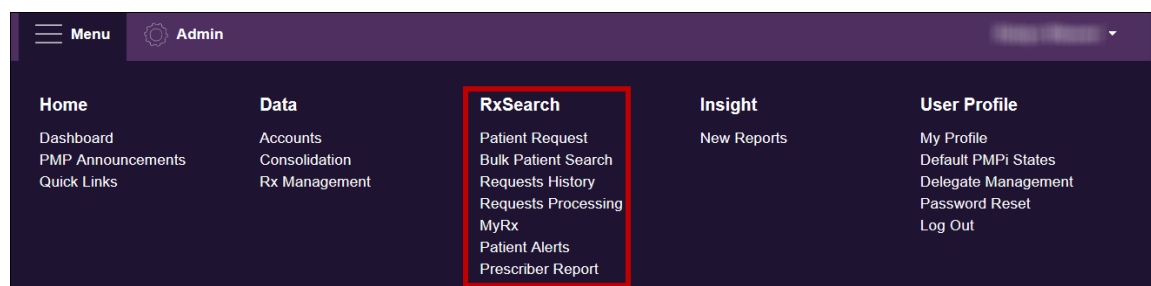 Menu
Admin
Home
Dashboard
PMP Announcements
Quick Links
Data
Accounts
Consolidation
Rx Management
RxSearch
Patient Request
Bulk Patient Search
Requests History
Requests Processing
MyRx
Patient Alerts
Prescriber Report
Insight
New Reports
User Profile
My Profile
Default PMPi States
Delegate Management
Password Reset
Log Out